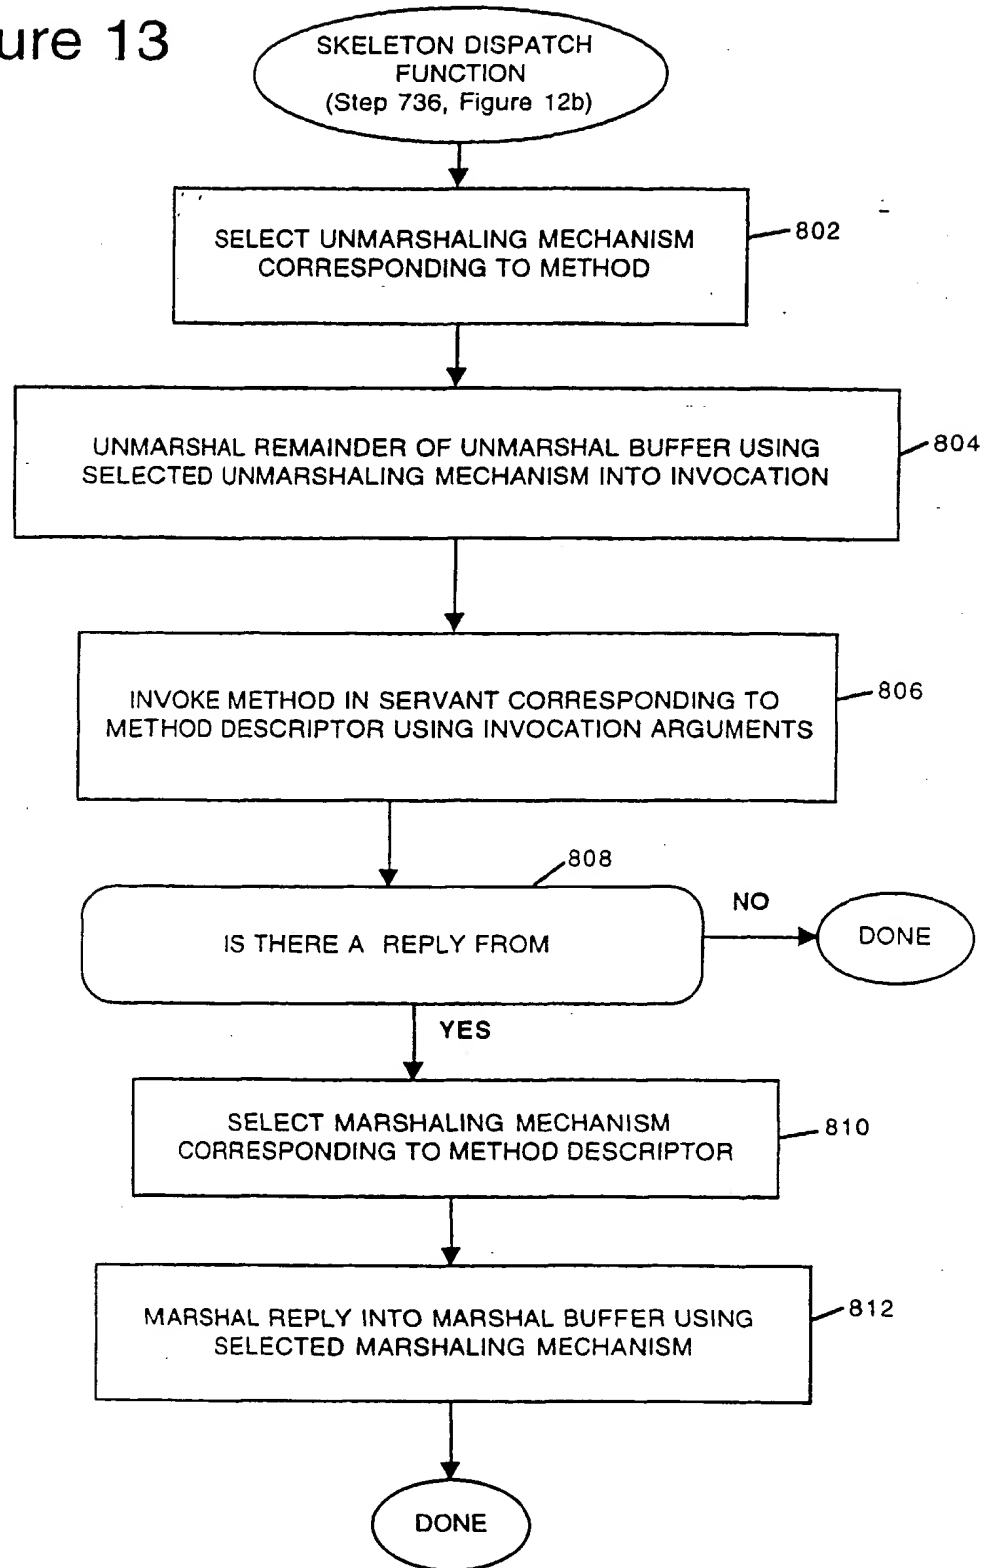 ure 13
SKELETON DISPATCH
FUNCTION
(Step 736, Figure 12b)
SELECT UNMARSHALING MECHANISM
CORRESPONDING TO METHOD
802
UNMARSHAL REMAINDER OF UNMARSHAL BUFFER USING
SELECTED UNMARSHALING MECHANISM INTO INVOCATION
804
INVOKE METHOD IN SERVANT CORRESPONDING TO
METHOD DESCRIPTOR USING INVOCATION ARGUMENTS
806
808
IS THERE A REPLY FROM
NO
DONE
YES
SELECT MARSHALING MECHANISM
CORRESPONDING TO METHOD DESCRIPTOR
810
MARSHAL REPLY INTO MARSHAL BUFFER USING
SELECTED MARSHALING MECHANISM
812
DONE